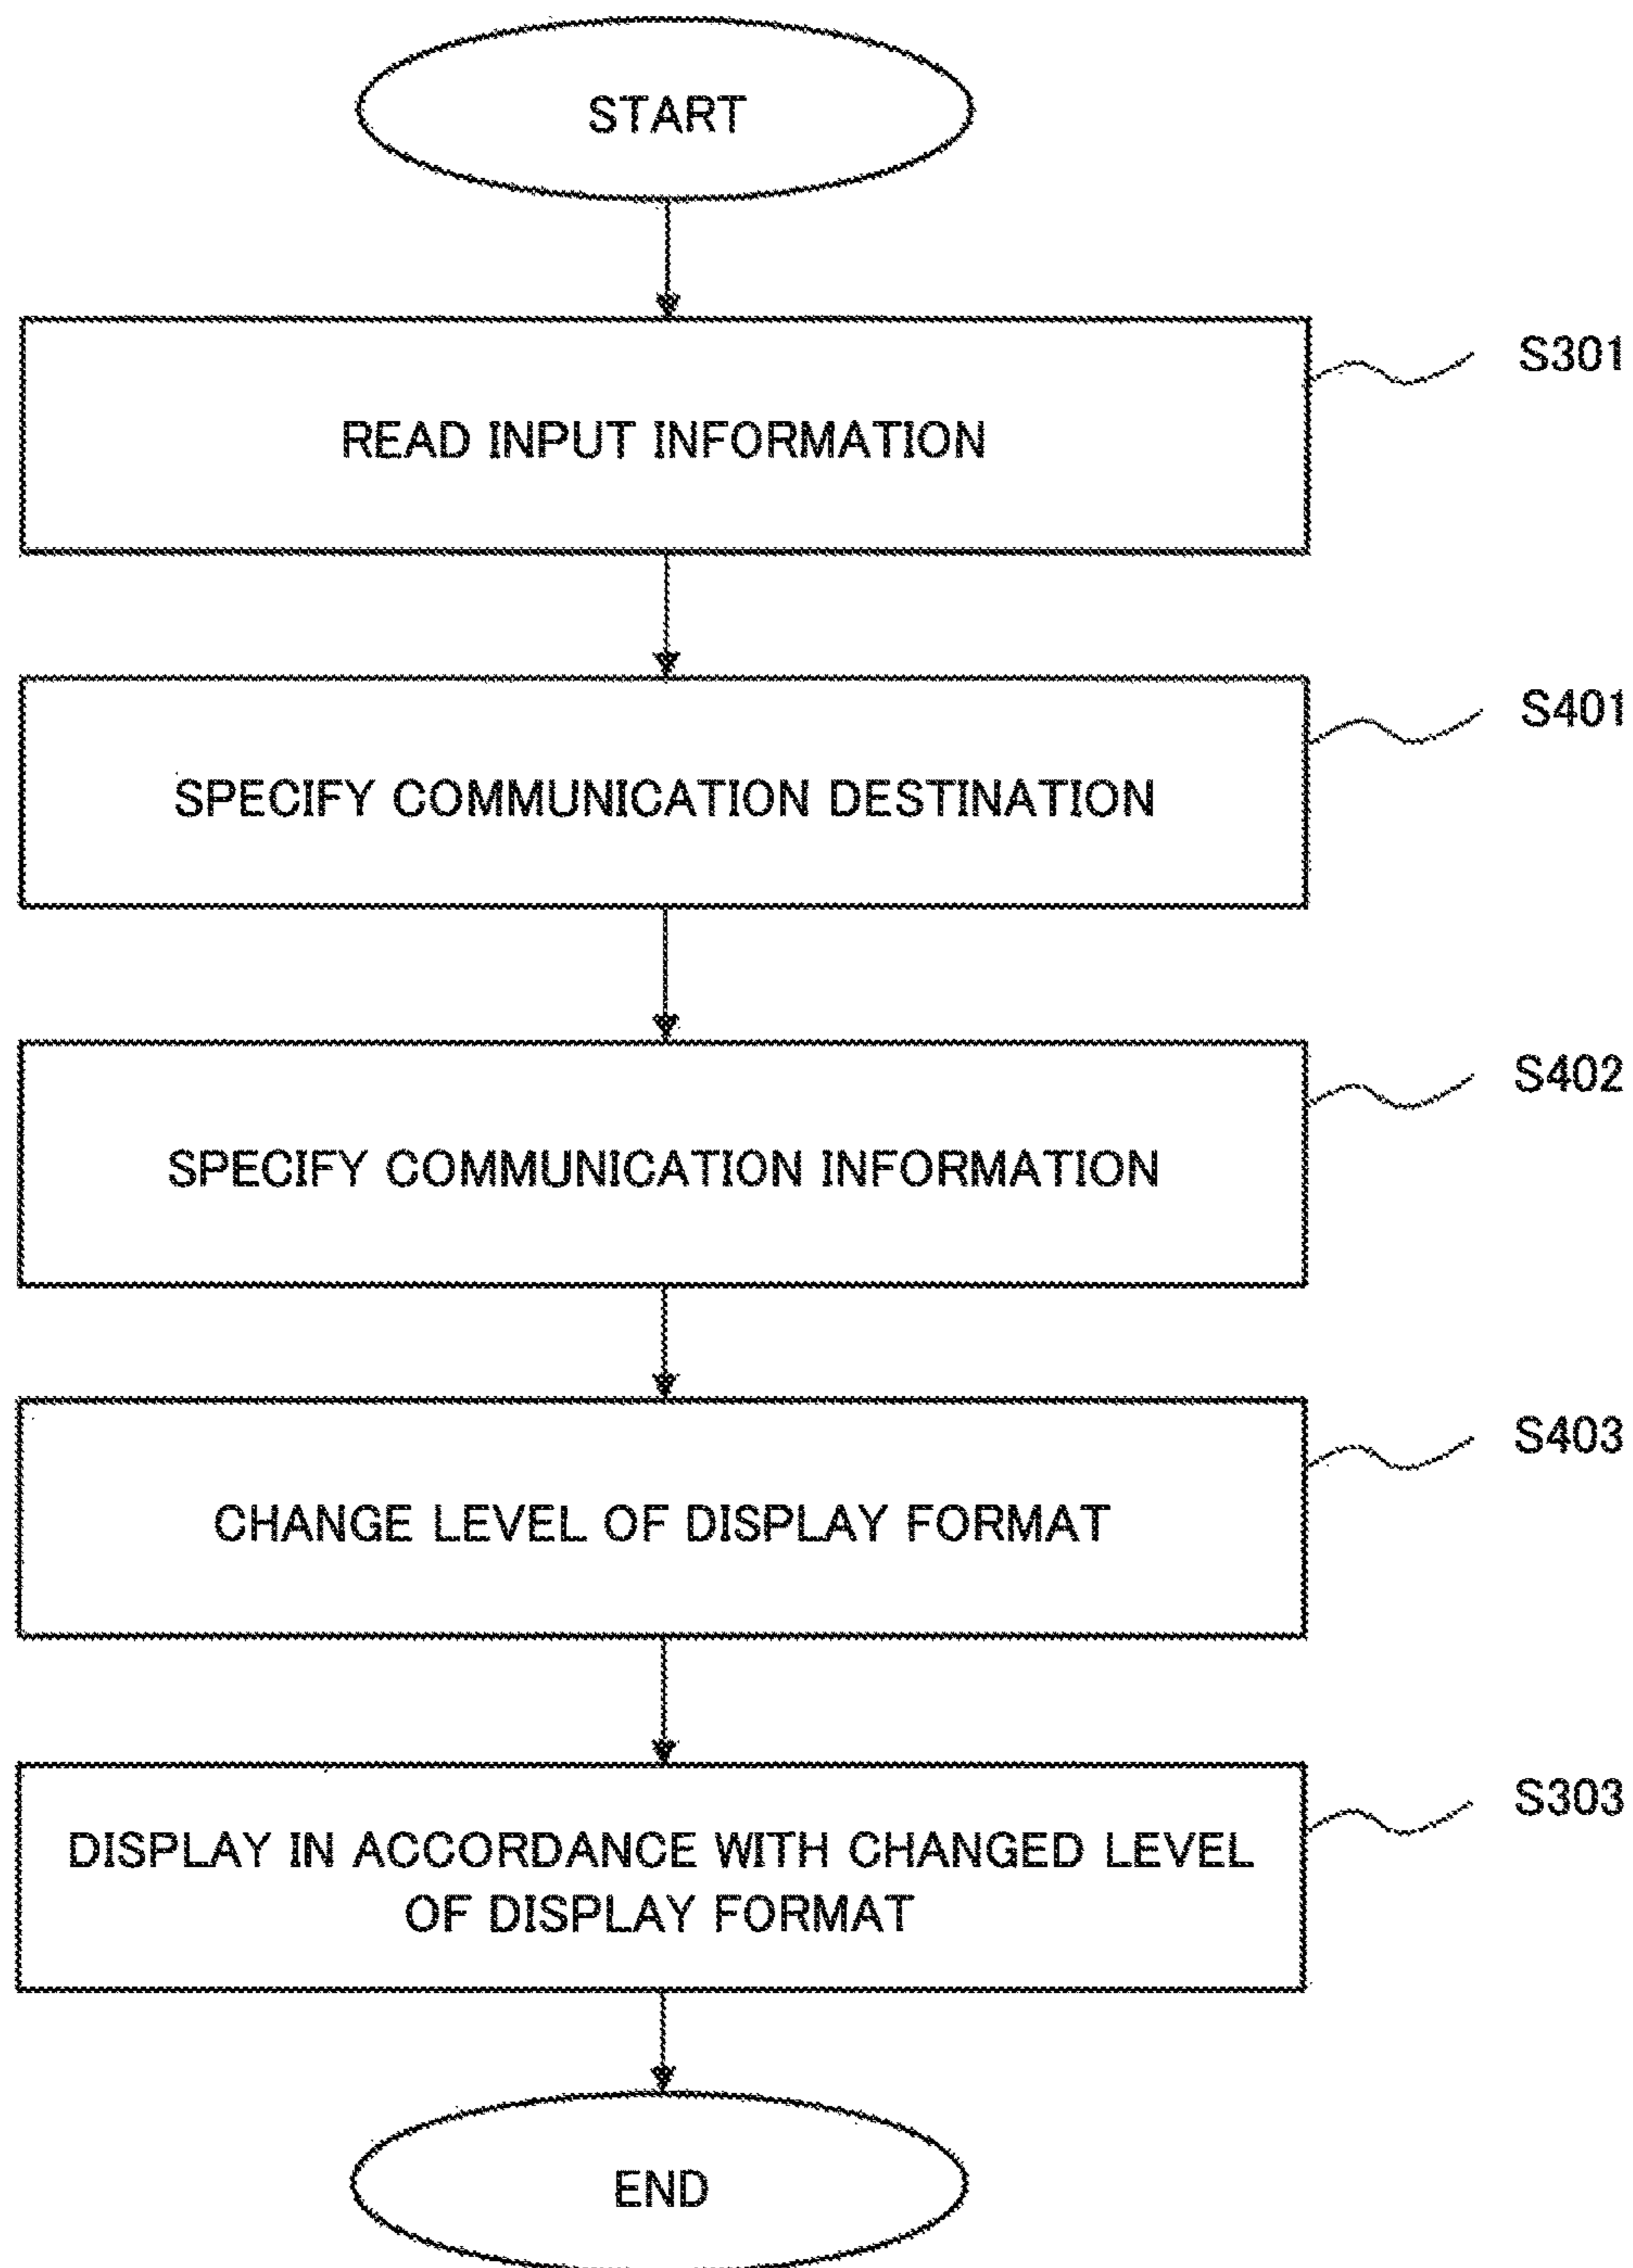 START
S301
READ INPUT INFORMATION
S401
SPECIFY COMMUNICATION DESTINATION
S402
SPECIFY COMMUNICATION INFORMATION
S403
CHANGE LEVEL OF DISPLAY FORMAT
S303
DISPLAY IN ACCORDANCE WITH CHANGED LEVEL
OF DISPLAY FORMAT
END